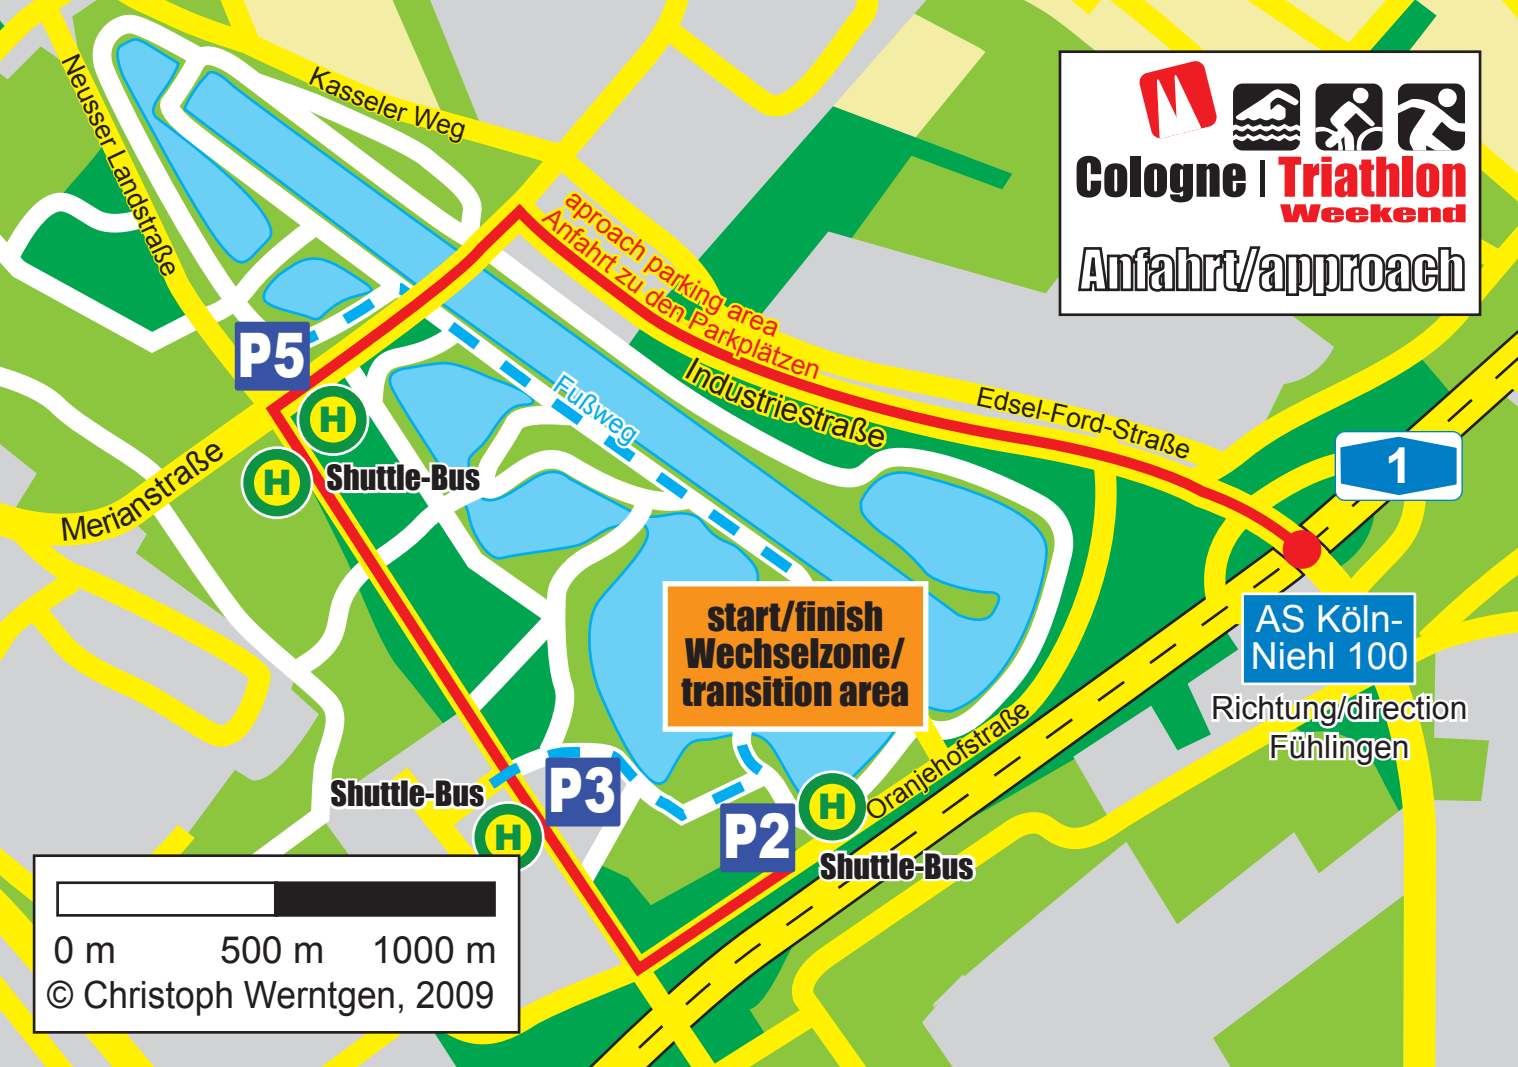 Cologne | Triathlon
Weekend
Anfahrt/approach
Neusser Landstraße
Kasseler Weg
aproach parking area
Anfahrt zu den Parkplätzen
Industriestraße
Edsel-Ford-Straße
1
P5
H
H
Shuttle-Bus
Merianstraße
Fußweg
start/finish
Wechselzone/
transition area
AS Köln-
Niehl 100
Richtung/direction
Fühlingen
Oranjehofstraße
Shuttle-Bus
H
P3
P2
H
Shuttle-Bus
0 m 500 m 1000 m
© Christoph Werntgen, 2009